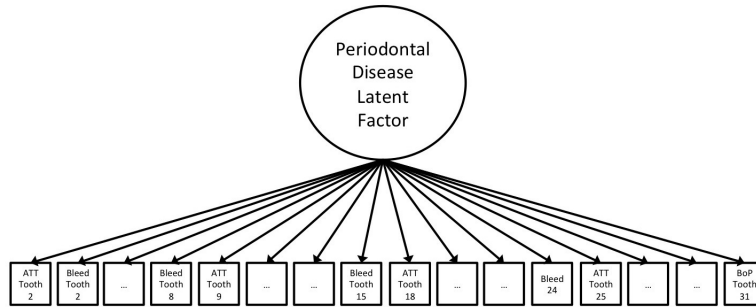 Periodontal
Disease
Latent
Factor
ATT
Tooth
2
Bleed
Tooth
2
...
Bleed
Tooth
8
ATT
Tooth
9
...
...
Bleed
Tooth
15
ATT
Tooth
18
...
...
Bleed
24
ATT
Tooth
25
...
...
BoP
Tooth
31